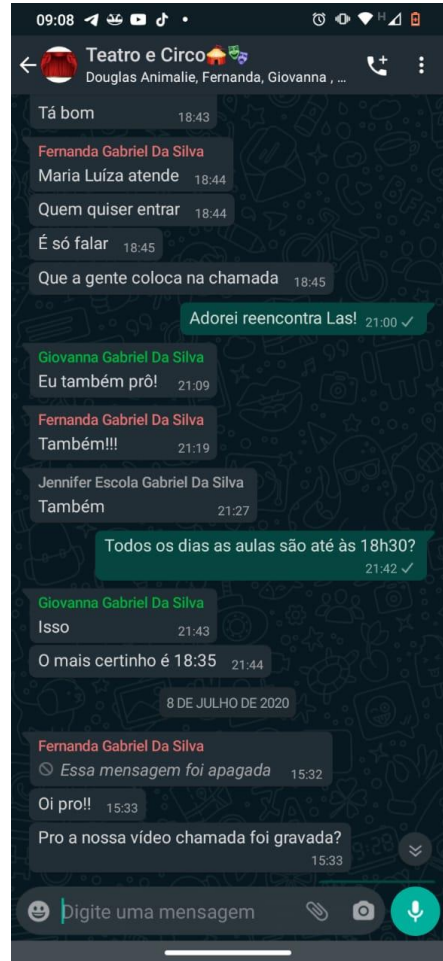 09:08
Teatro e Circo🎪🎭
Douglas Animalie, Fernanda, Giovanna , ...
Tá bom 18:43
Fernanda Gabriel Da Silva
Maria Luíza atende 18:44
Quem quiser entrar 18:44
É só falar 18:45
Que a gente coloca na chamada 18:45
Adorei reencontra Las! 21:00
Giovanna Gabriel Da Silva
Eu também prô! 21:09
Fernanda Gabriel Da Silva
Também!!! 21:19
Jennifer Escola Gabriel Da Silva
Também 21:27
Todos os dias as aulas são até às 18h30?
21:42
Giovanna Gabriel Da Silva
Isso 21:43
O mais certinho é 18:35 21:44
8 DE JULHO DE 2020
Fernanda Gabriel Da Silva
Essa mensagem foi apagada 15:32
Oi pro!! 15:33
Pro a nossa vídeo chamada foi gravada?
15:33
Digite uma mensagem